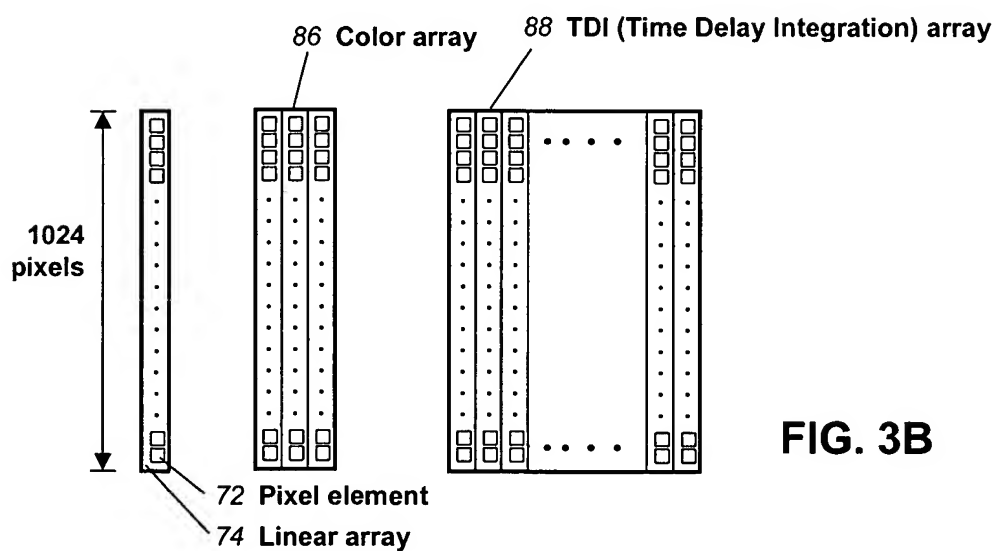 86 Color array
88 TDI (Time Delay Integration) array
1024
pixels
FIG. 3B
72 Pixel element
74 Linear array